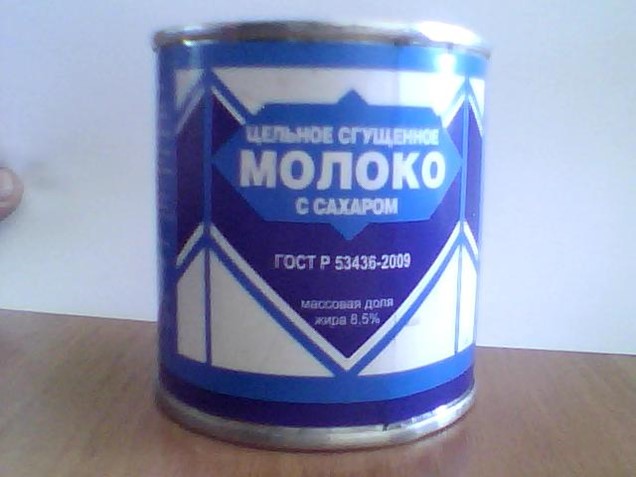 ЦЕЛЬНОЕ СГУЩЕННОЕ
МОЛОКО
С САХАРОМ
ГОСТ Р 53436-2009
массовая доля
жира 8,5%